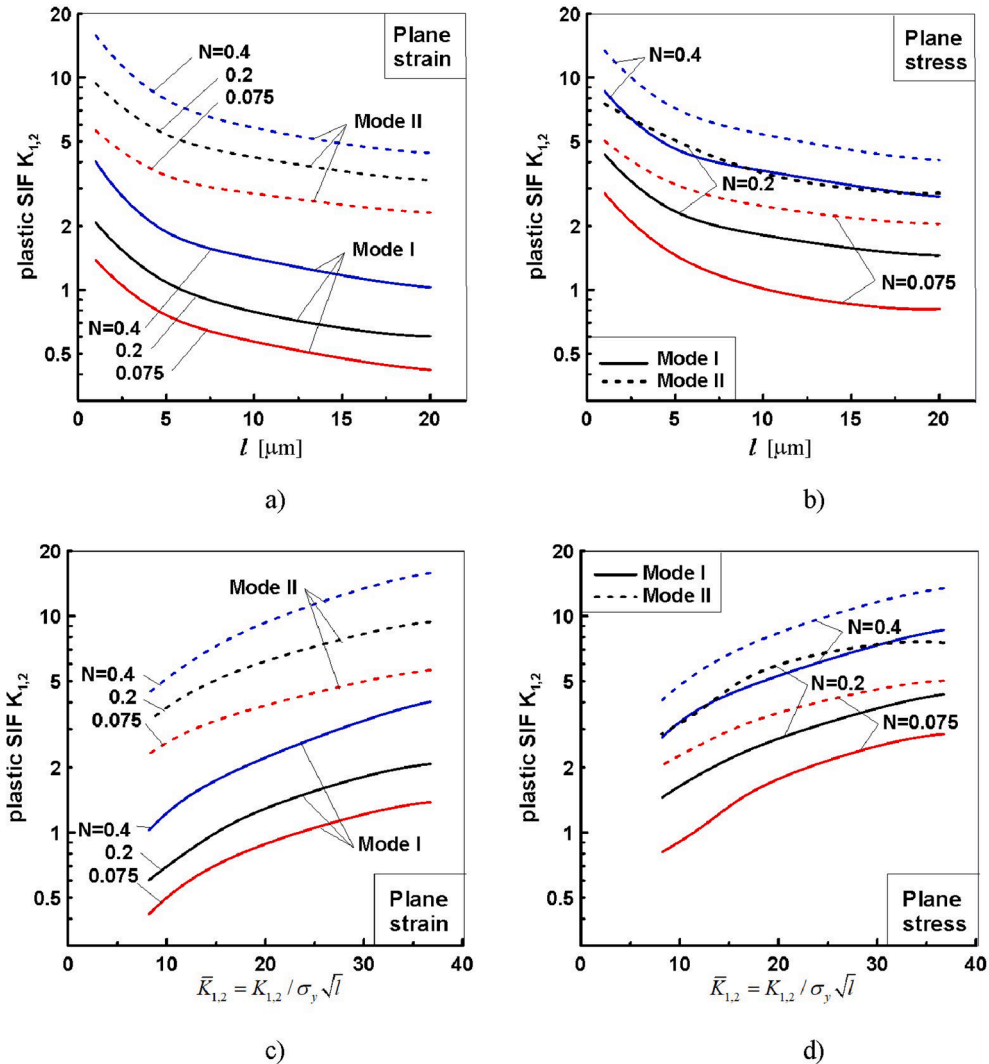 20
10
5
2
1
0.5
plastic SIF K1,2
Plane
strain
N=0.4
0.2
0.075
Mode II
Mode I
N=0.4
0.2
0.075
0 5 10 15 20
l [μm]
a)
20
10
5
2
1
0.5
plastic SIF K1,2
Plane
stress
N=0.4
N=0.2
N=0.075
Mode I
Mode II
0 5 10 15 20
l [μm]
b)
20
10
5
2
1
0.5
plastic SIF K1,2
Mode II
N=0.4
0.2
0.075
N=0.4
0.2
0.075
Mode I
Plane
strain
0 10 20 30 40
K̅1,2 = K1,2 / σy √l
c)
20
10
5
2
1
0.5
plastic SIF K1,2
Mode I
Mode II
N=0.4
N=0.2
N=0.075
Plane
stress
0 10 20 30 40
K̅1,2 = K1,2 / σy √l
d)